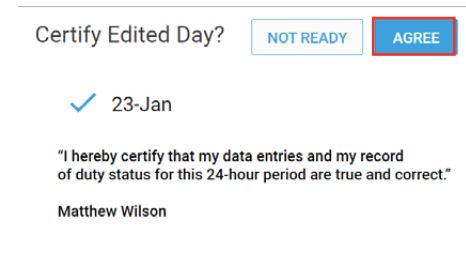 Certify Edited Day? NOT READY AGREE
23-Jan
“I hereby certify that my data entries and my record
of duty status for this 24-hour period are true and correct.”
Matthew Wilson